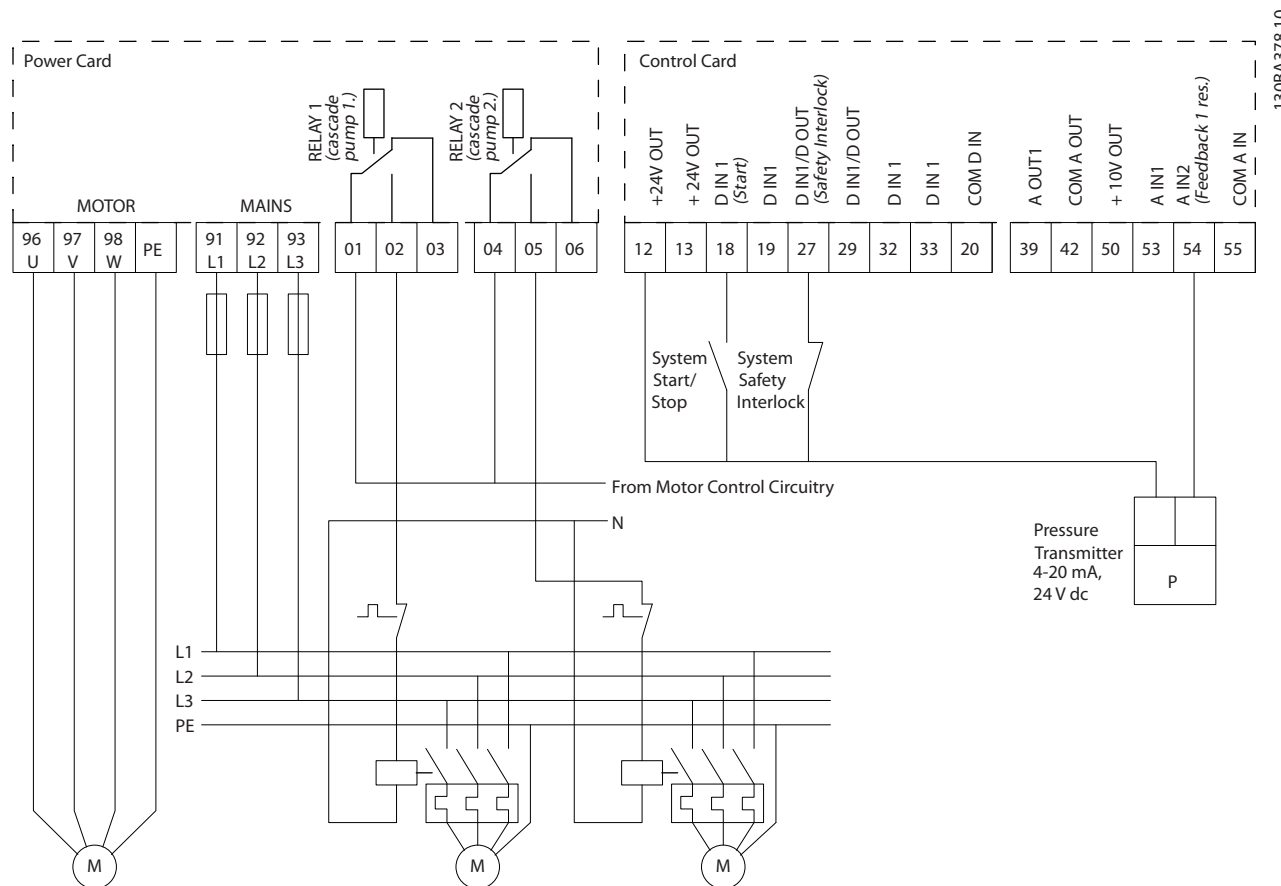 130BA378.10
Power Card
RELAY 1
(cascade
pump 1.)
RELAY 2
(cascade
pump 2.)
MOTOR
MAINS
96 97 98 PE
U V W
91 92 93
L1 L2 L3
01 02 03
04 05 06
Control Card
+24V OUT
+ 24V OUT
D IN 1
(Start)
D IN1
D IN1/D OUT
(Safety Interlock)
D IN1/D OUT
D IN 1
D IN 1
COM D IN
A OUT1
COM A OUT
+ 10V OUT
A IN1
A IN2
(Feedback 1 res.)
COM A IN
12 13 18 19 27 29 32 33 20
39 42 50 53 54 55
System
Start/
Stop
System
Safety
Interlock
From Motor Control Circuitry
N
Pressure
Transmitter
4-20 mA,
24 V dc
P
L1
L2
L3
PE
M
M
M